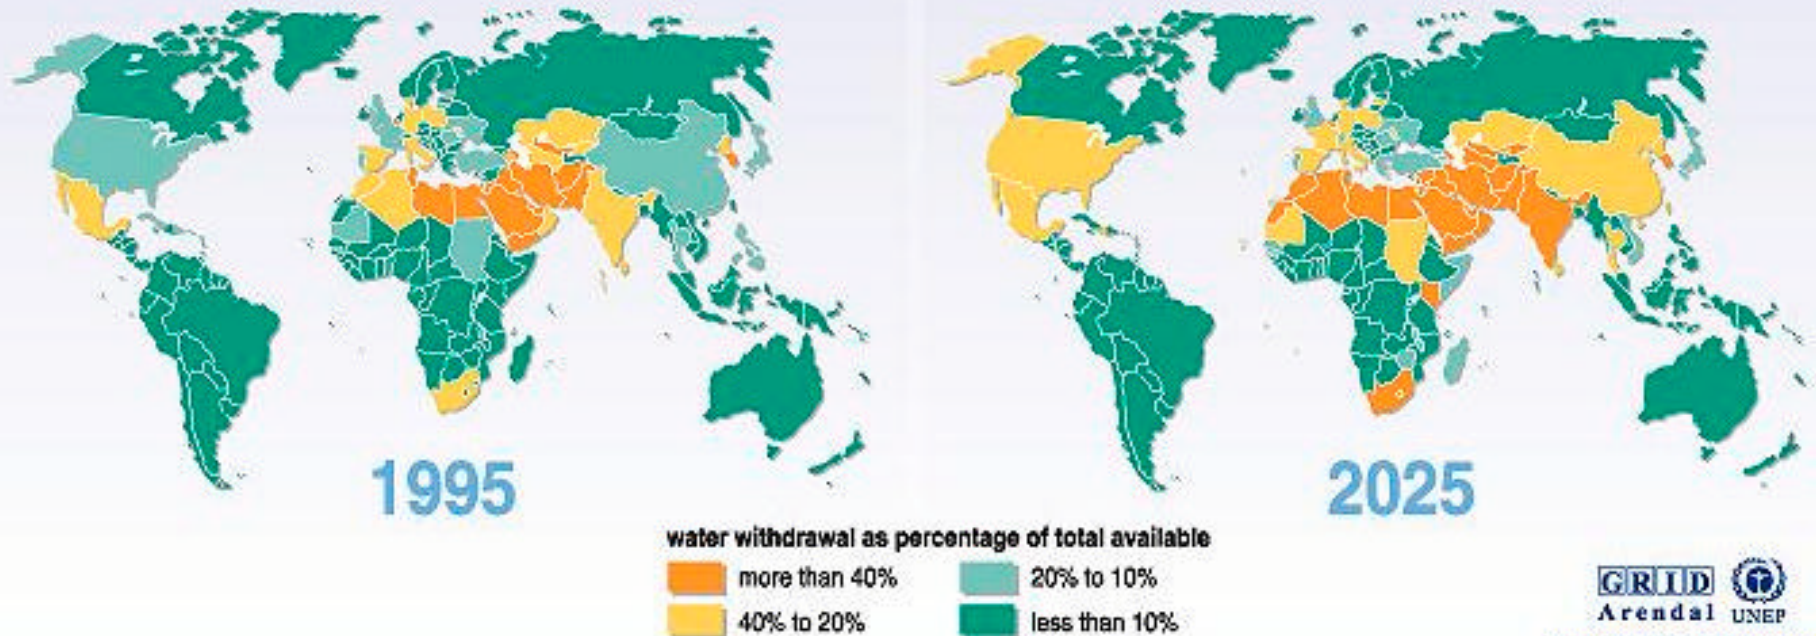 1995
2025
water withdrawal as percentage of total available
more than 40%
20% to 10%
40% to 20%
less than 10%
GRID
Arendal
UNEP